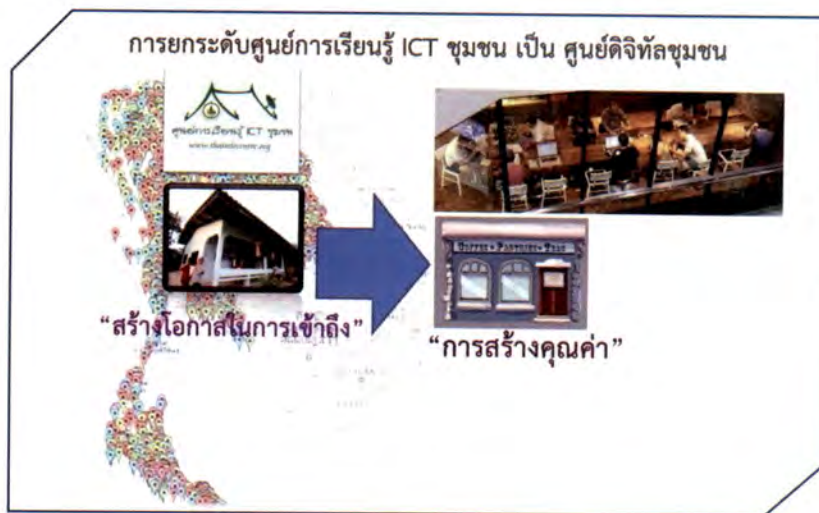 การยกระดับศูนย์การเรียนรู้ ICT ชุมชน เป็น ศูนย์ดิจิทัลชุมชน
ศูนย์การเรียนรู้ ICT ชุมชน
“สร้างโอกาสในการเข้าถึง”
COFFEE • PASTRIES • TEAS
“การสร้างคุณค่า”